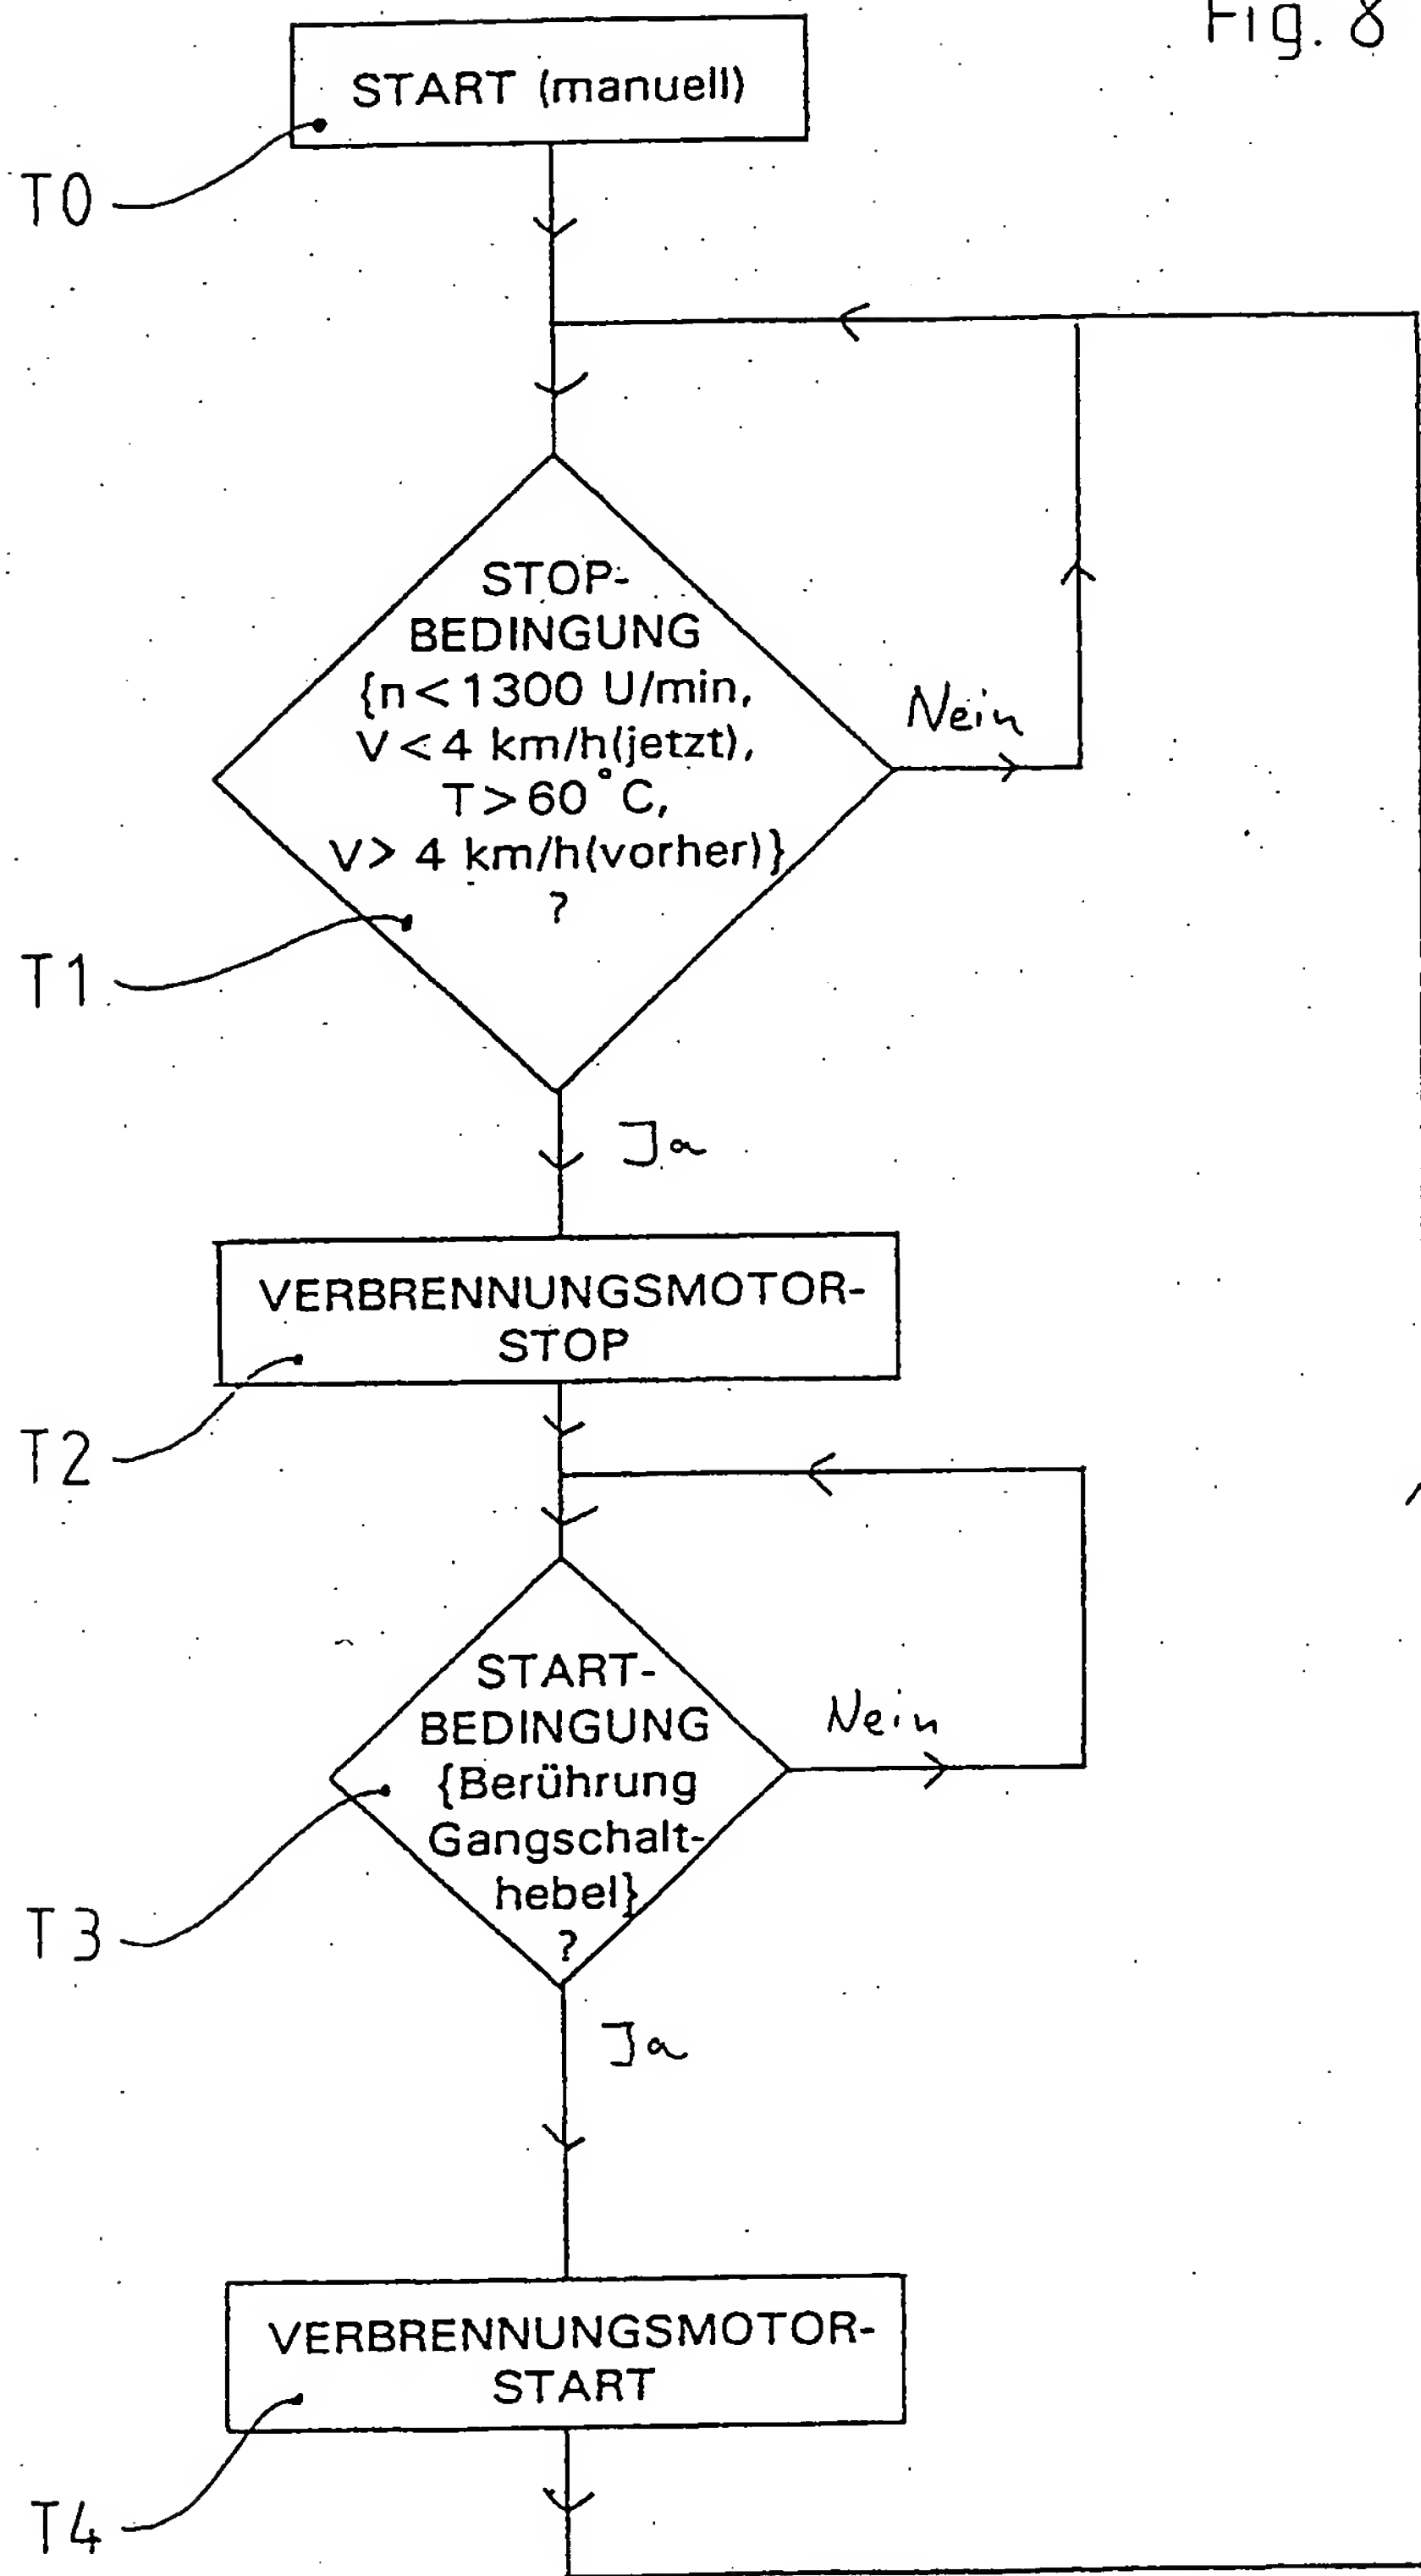 Fig. 8
START (manuell)
T0
STOP-
BEDINGUNG
{n<1300 U/min,
V<4 km/h(jetzt),
T>60°C,
V> 4 km/h(vorher)}
?
Nein
T1
Ja
VERBRENNUNGSMOTOR-
STOP
T2
START-
BEDINGUNG
{Berührung
Gangschalt-
hebel}
?
Nein
T3
Ja
VERBRENNUNGSMOTOR-
START
T4